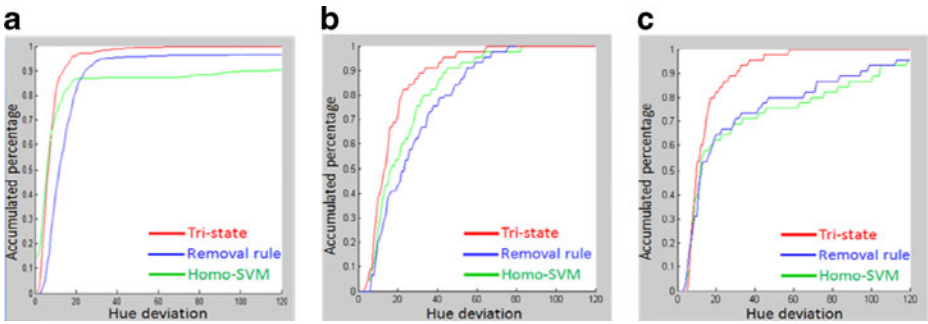 a
b
c
Accumulated percentage
1
0.9
0.8
0.7
0.6
0.5
0.4
0.3
0.2
0.1
0
0 20 40 60 80 100 120
Hue deviation
Tri-state
Removal rule
Homo-SVM
Accumulated percentage
1
0.9
0.8
0.7
0.6
0.5
0.4
0.3
0.2
0.1
0
0 20 40 60 80 100 120
Hue deviation
Tri-state
Removal rule
Homo-SVM
Accumulated percentage
1
0.9
0.8
0.7
0.6
0.5
0.4
0.3
0.2
0.1
0
0 20 40 60 80 100 120
Hue deviation
Tri-state
Removal rule
Homo-SVM